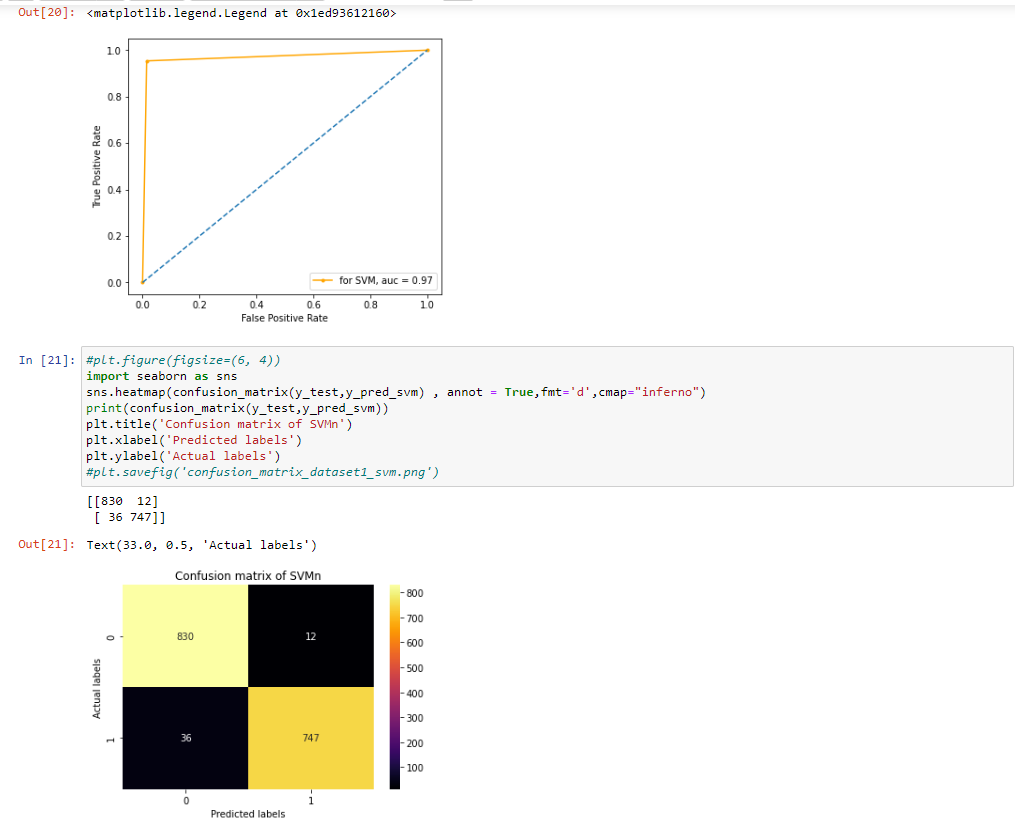 Out[20]: <matplotlib.legend.Legend at 0x1ed93612160>
1.0
0.8
0.6
0.4
0.2
0.0
True Positive Rate
for SVM, auc = 0.97
0.0 0.2 0.4 0.6 0.8 1.0
False Positive Rate
In [21]: #plt.figure(figsize=(6, 4))
import seaborn as sns
sns.heatmap(confusion_matrix(y_test,y_pred_svm) , annot = True,fmt='d',cmap="inferno")
print(confusion_matrix(y_test,y_pred_svm))
plt.title('Confusion matrix of SVMn')
plt.xlabel('Predicted labels')
plt.ylabel('Actual labels')
#plt.savefig('confusion_matrix_dataset1_svm.png')
[[830  12]
 [ 36 747]]
Out[21]: Text(33.0, 0.5, 'Actual labels')
Confusion matrix of SVMn
Actual labels
0
1
830 12
36 747
0 1
Predicted labels
800
700
600
500
400
300
200
100